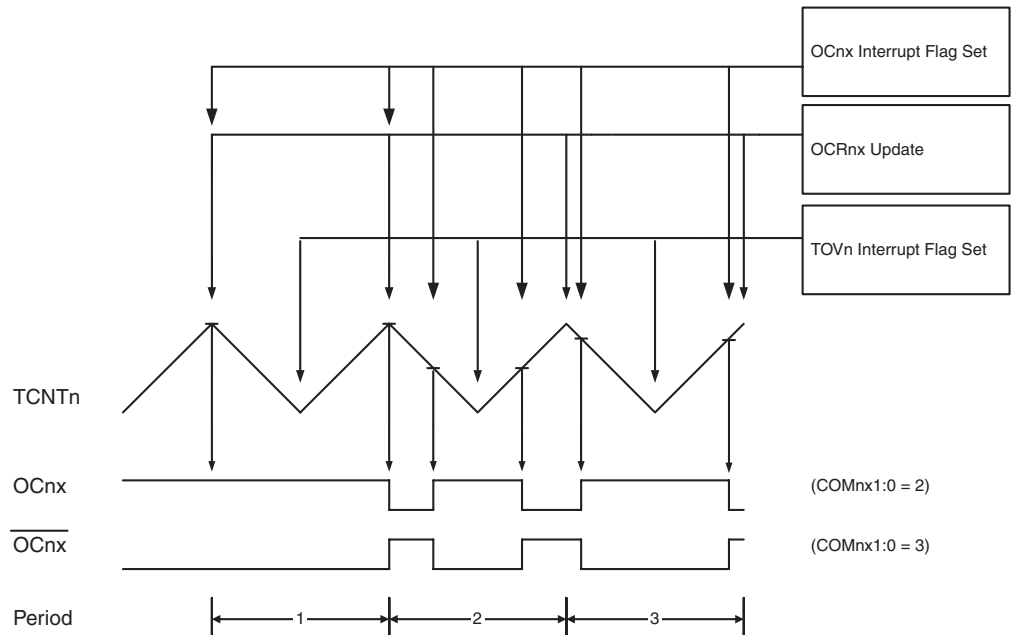 OCnx Interrupt Flag Set
OCRnx Update
TOVn Interrupt Flag Set
TCNTn
OCnx
(COMnx1:0 = 2)
OCnx
(COMnx1:0 = 3)
Period
1
2
3